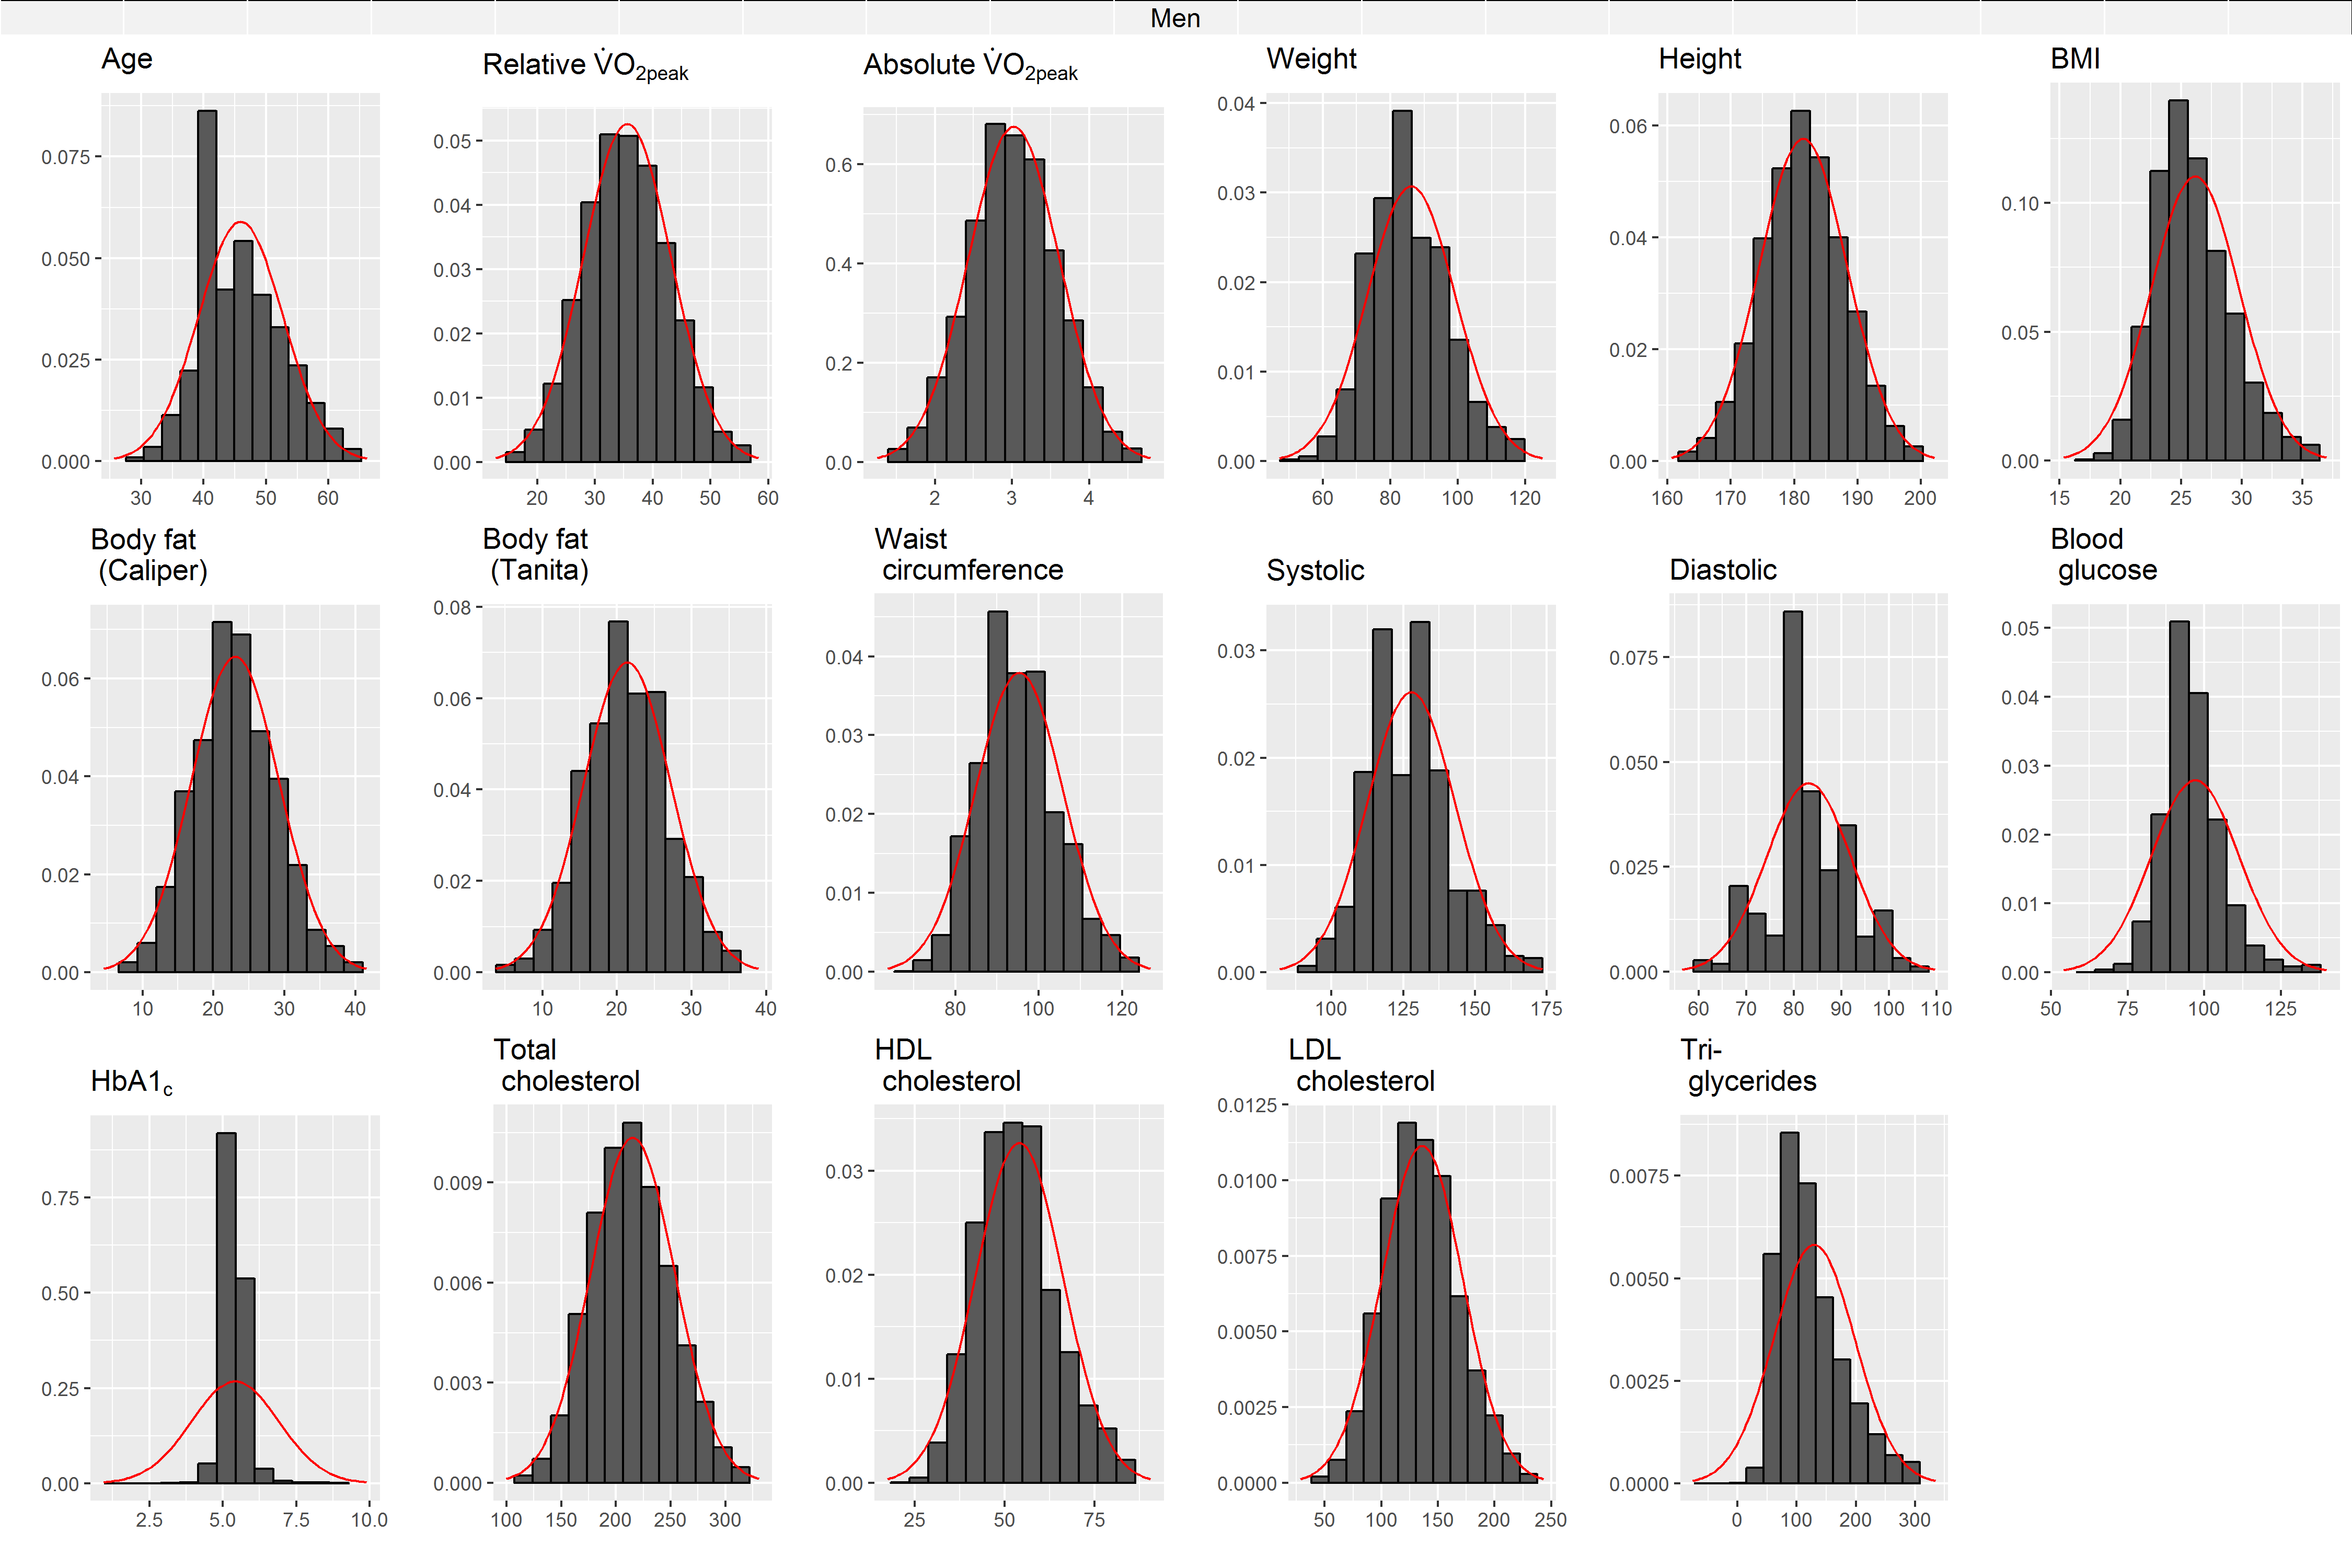 Men
Age
Relative V̇O2peak
Absolute V̇O2peak
Weight
Height
BMI
0.075
0.050
0.025
0.000
30 40 50 60
0.05
0.04
0.03
0.02
0.01
0.00
20 30 40 50 60
0.6
0.4
0.2
0.0
2 3 4
0.04
0.03
0.02
0.01
0.00
60 80 100 120
0.06
0.04
0.02
0.00
160 170 180 190 200
0.10
0.05
0.00
15 20 25 30 35
Body fat
(Caliper)
Body fat
(Tanita)
Waist
circumference
Systolic
Diastolic
Blood
glucose
0.06
0.04
0.02
0.00
10 20 30 40
0.08
0.06
0.04
0.02
0.00
10 20 30 40
0.04
0.03
0.02
0.01
0.00
80 100 120
0.03
0.02
0.01
0.00
100 125 150 175
0.075
0.050
0.025
0.000
60 70 80 90 100 110
0.05
0.04
0.03
0.02
0.01
0.00
50 75 100 125
HbA1c
Total
cholesterol
HDL
cholesterol
LDL
cholesterol
Tri-
glycerides
0.75
0.50
0.25
0.00
2.5 5.0 7.5 10.0
0.009
0.006
0.003
0.000
100 150 200 250 300
0.03
0.02
0.01
0.00
25 50 75
0.0125
0.0100
0.0075
0.0050
0.0025
0.0000
50 100 150 200 250
0.0075
0.0050
0.0025
0.0000
0 100 200 300